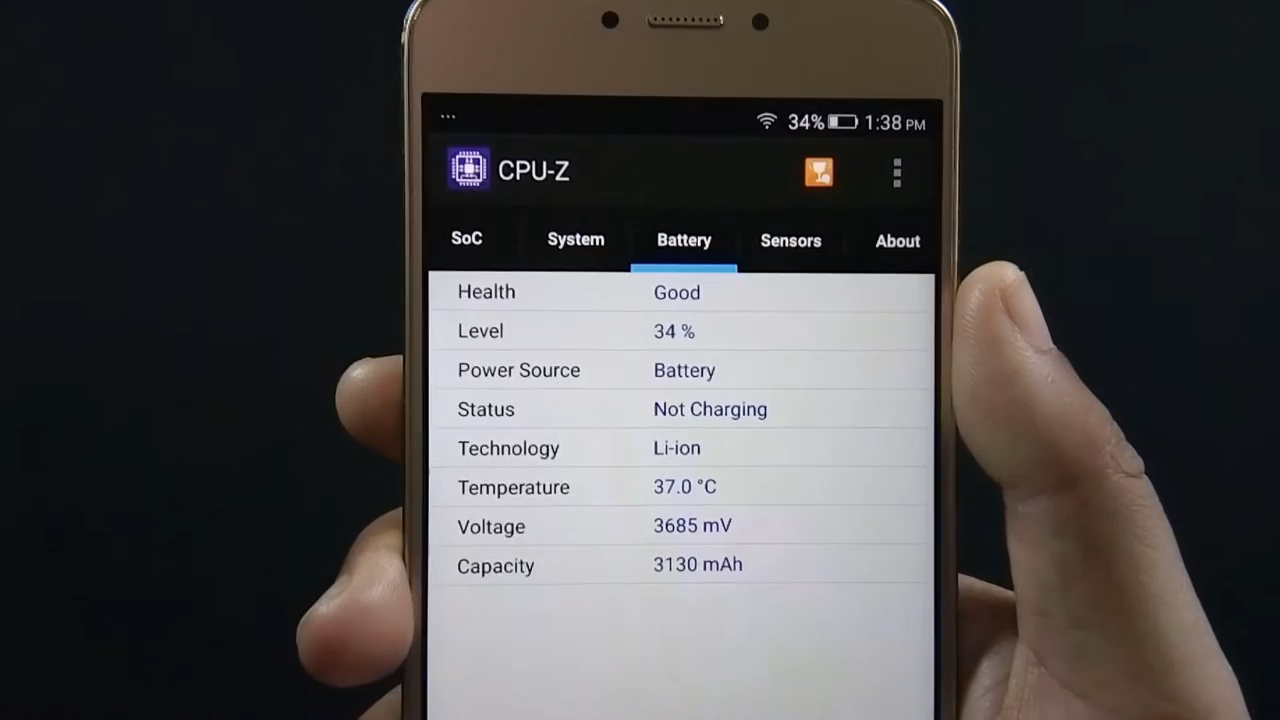 ... 34% 1:38 PM
CPU-Z
SoC System Battery Sensors About
Health Good
Level 34 %
Power Source Battery
Status Not Charging
Technology Li-ion
Temperature 37.0 °C
Voltage 3685 mV
Capacity 3130 mAh